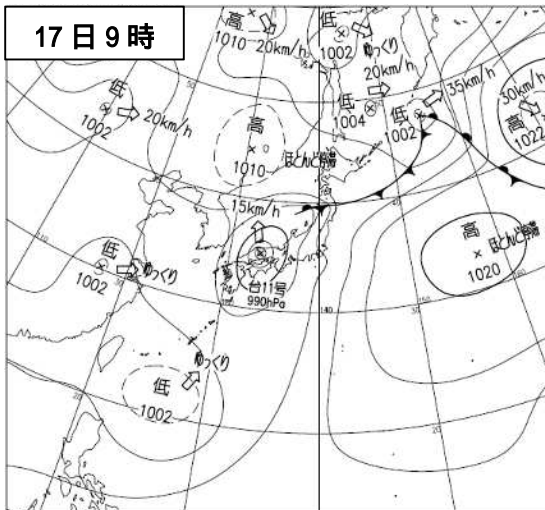 17日9時
高
1010
20km/h
低
1002
ゆっくり
20km/h
低
1004
低
1002
35km/h
30km/h
高
1022
低
1002
20km/h
高
1010
ほとんど停滞
15km/h
台11号
990hPa
高
1020
ほとんど停滞
低
1002
ゆっくり
ゆっくり
低
1002
140